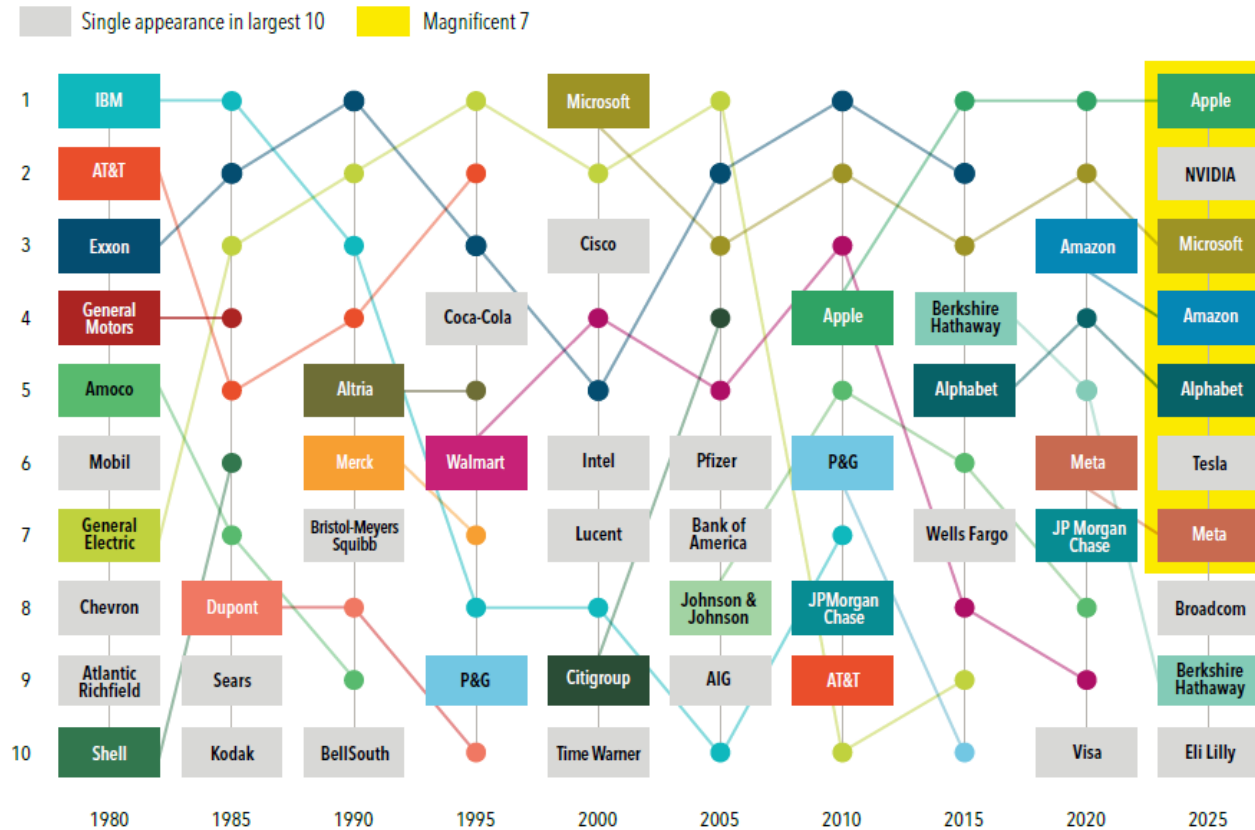 Single appearance in largest 10
Magnificent 7
1
IBM
Microsoft
Apple
2
AT&T
NVIDIA
3
Exxon
Cisco
Amazon
Microsoft
4
General
Motors
Coca-Cola
Apple
Berkshire
Hathaway
Amazon
5
Amoco
Altria
Alphabet
Alphabet
6
Mobil
Merck
Walmart
Intel
Pfizer
P&G
Meta
Tesla
7
General
Electric
Bristol-Meyers
Squibb
Lucent
Bank of
America
Wells Fargo
JP Morgan
Chase
Meta
8
Chevron
Dupont
Johnson &
Johnson
JPMorgan
Chase
Broadcom
9
Atlantic
Richfield
Sears
P&G
Citigroup
AIG
AT&T
Berkshire
Hathaway
10
Shell
Kodak
BellSouth
Time Warner
Visa
Eli Lilly
1980 1985 1990 1995 2000 2005 2010 2015 2020 2025